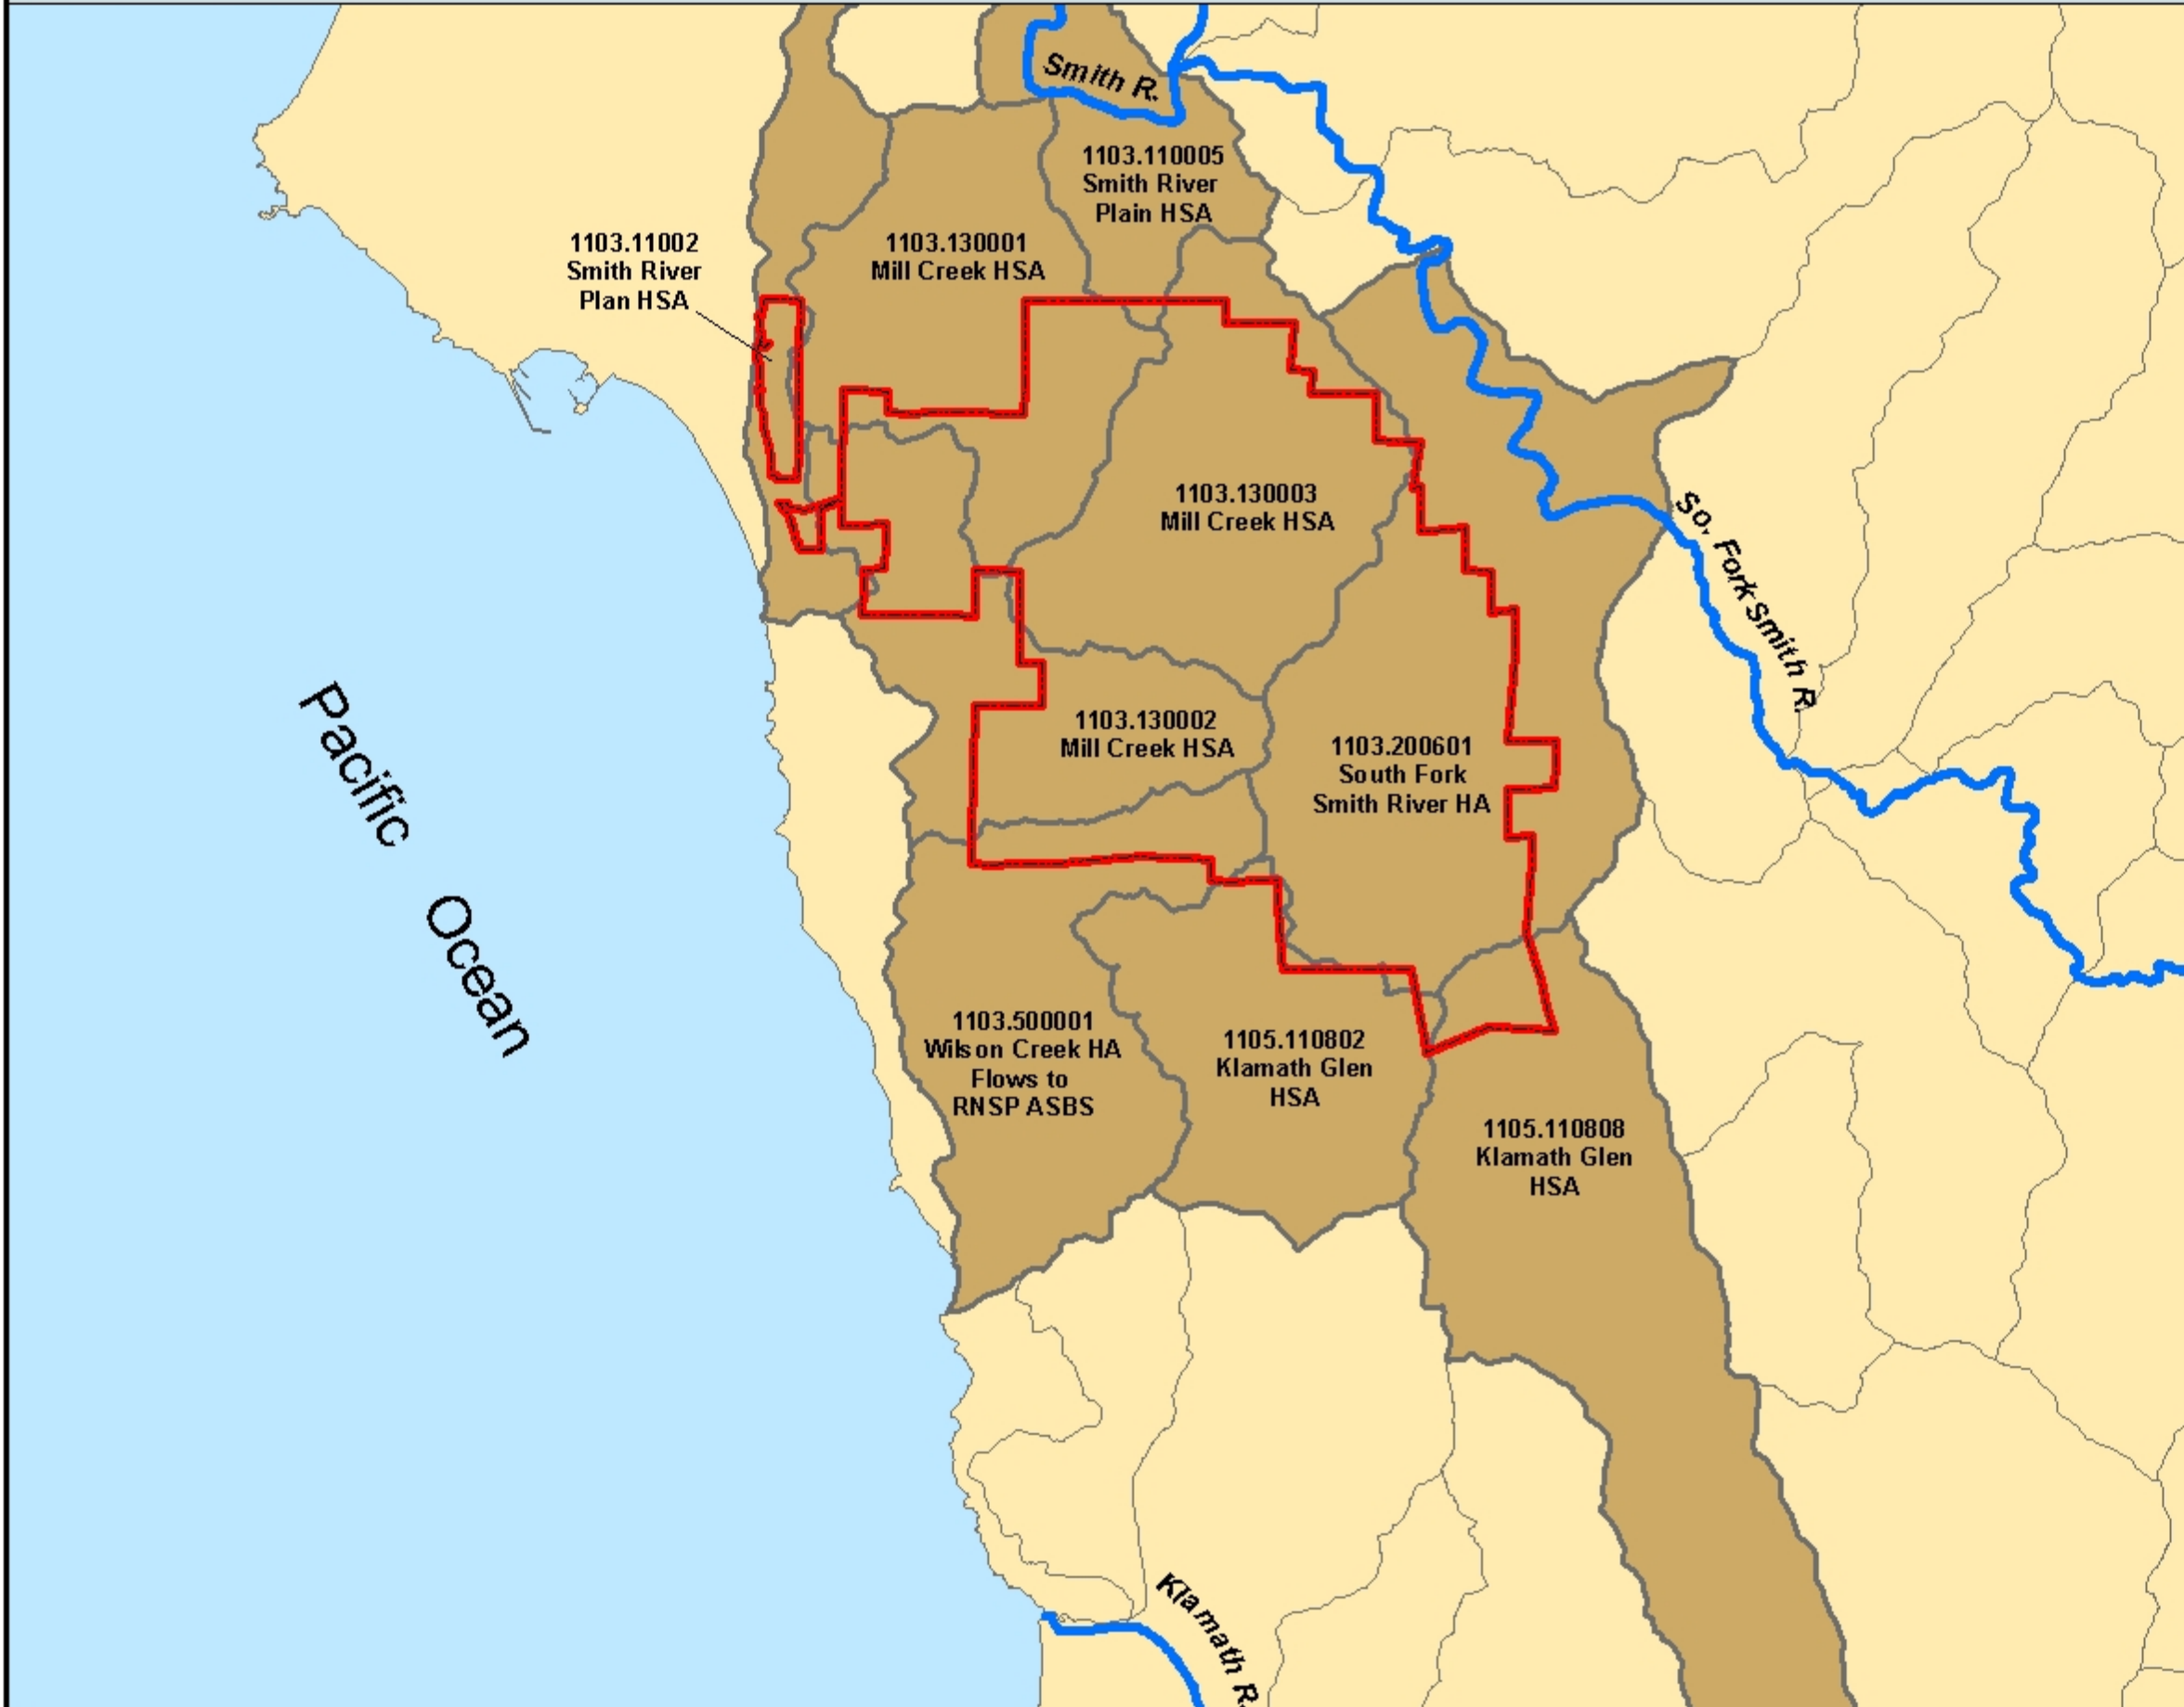 Smith R.
1103.110005
Smith River
Plain HSA
1103.11002
Smith River
Plan HSA
1103.130001
Mill Creek HSA
1103.130003
Mill Creek HSA
So. Fork Smith R.
Pacific Ocean
1103.130002
Mill Creek HSA
1103.200601
South Fork
Smith River HA
1103.500001
Wilson Creek HA
Flows to
RNSP ASBS
1105.110802
Klamath Glen
HSA
1105.110808
Klamath Glen
HSA
Klamath R.